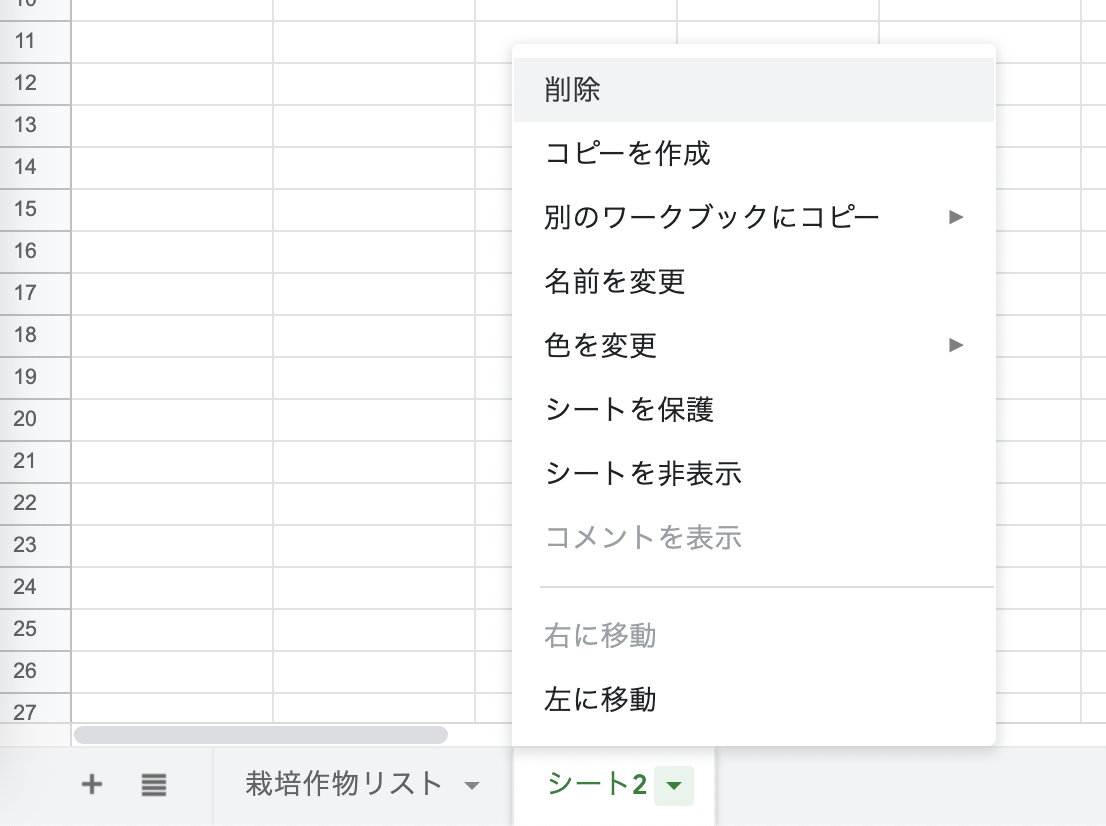 10
11
12
13
14
15
16
17
18
19
20
21
22
23
24
25
26
27
削除
コピーを作成
別のワークブックにコピー
名前を変更
色を変更
シートを保護
シートを非表示
コメントを表示
右に移動
左に移動
栽培作物リスト
シート2